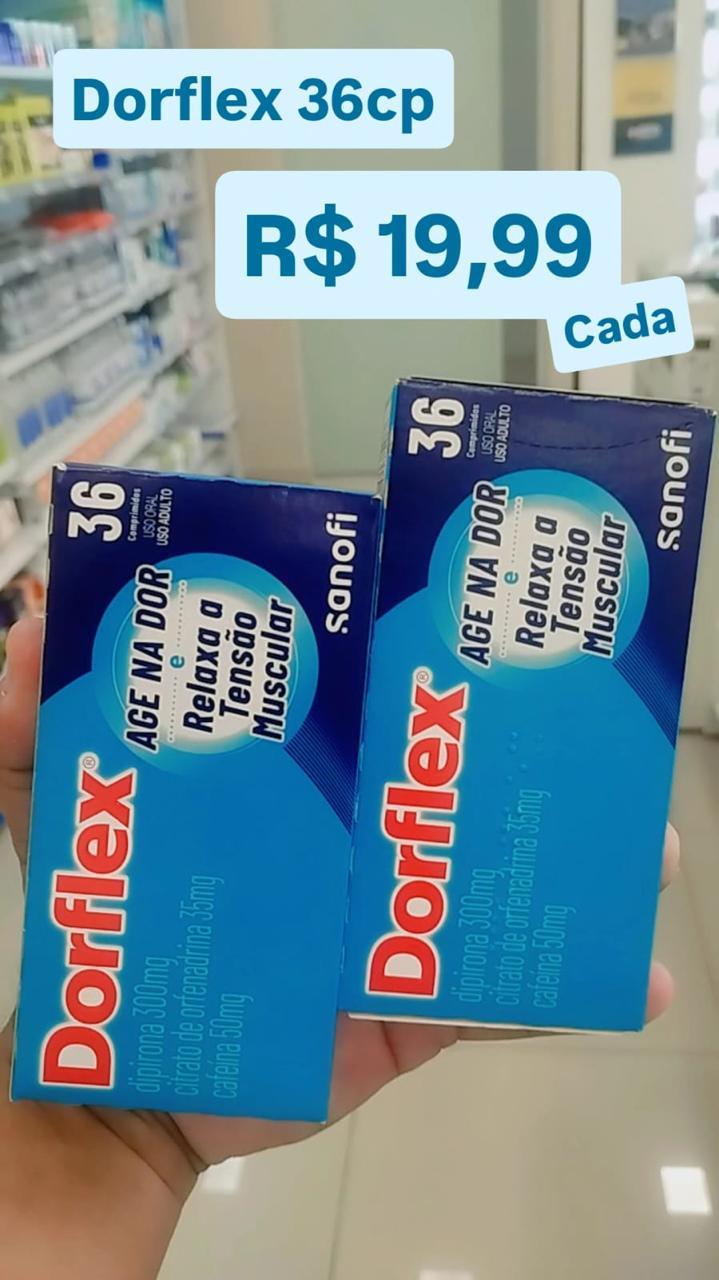 Dorflex 36cp
R$ 19,99
Cada
36
Comprimidos
USO ORAL
USO ADULTO
sanofi
AGE NA DOR
e
Relaxa a
Tensão
Muscular
Dorflex®
dipirona 300mg
citrato de orfenadrina 35mg
cafeína 50mg
36
Comprimidos
USO ORAL
USO ADULTO
sanofi
AGE NA DOR
e
Relaxa a
Tensão
Muscular
Dorflex®
dipirona 300mg
citrato de orfenadrina 35mg
cafeína 50mg